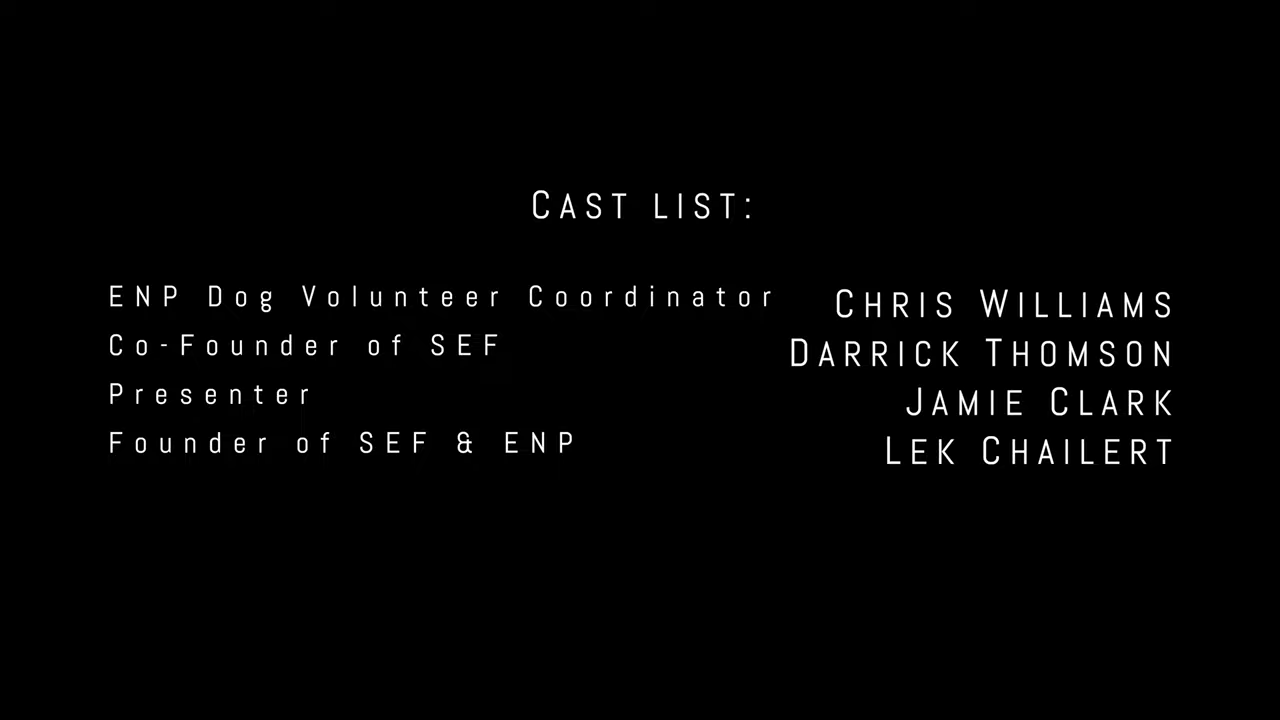 Cast list:
ENP Dog Volunteer Coordinator Chris Williams
Co-Founder of SEF Darrick Thomson
Presenter Jamie Clark
Founder of SEF & ENP Lek Chailert